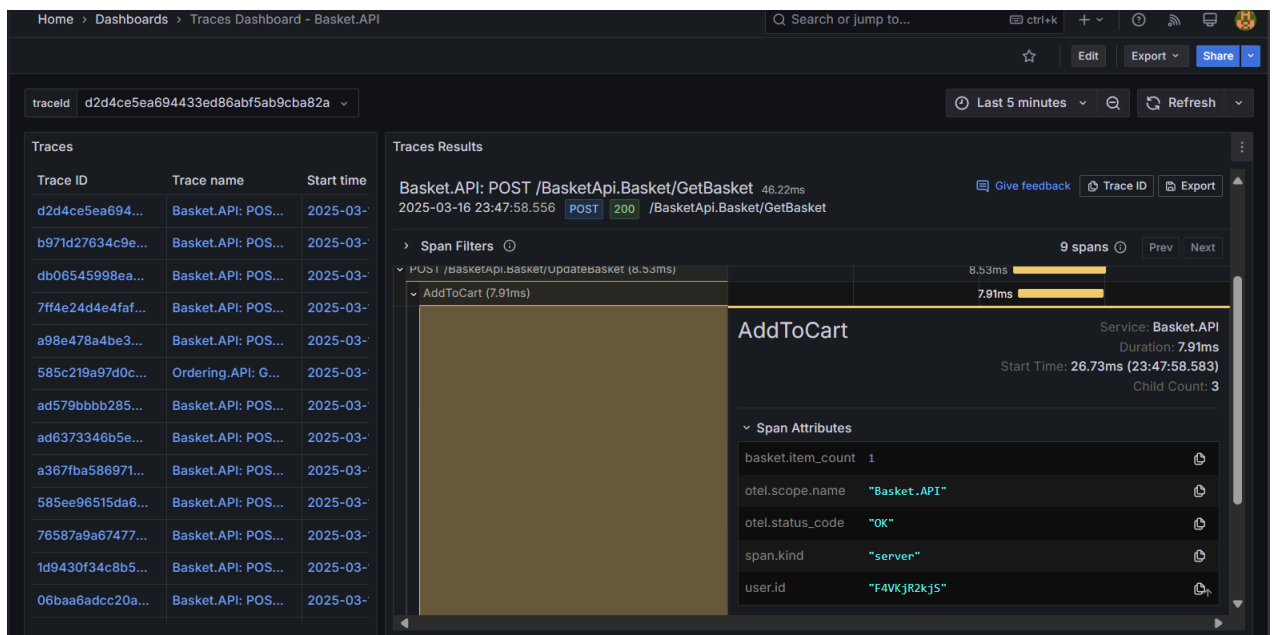 Home › Dashboards › Traces Dashboard - Basket.API
Search or jump to... ctrl+k
Edit Export Share
traceId d2d4ce5ea694433ed86abf5ab9cba82a
Last 5 minutes Refresh
Traces
Trace ID Trace name Start time
d2d4ce5ea694... Basket.API: POS... 2025-03-
b971d27634c9e... Basket.API: POS... 2025-03-
db06545998ea... Basket.API: POS... 2025-03-
7ff4e24d4e4faf... Basket.API: POS... 2025-03-
a98e478a4be3... Basket.API: POS... 2025-03-
585c219a97d0c... Ordering.API: G... 2025-03-
ad579bbbb285... Basket.API: POS... 2025-03-
ad6373346b5e... Basket.API: POS... 2025-03-
a367fba586971... Basket.API: POS... 2025-03-
585ee96515da6... Basket.API: POS... 2025-03-
76587a9a67477... Basket.API: POS... 2025-03-
1d9430f34c8b5... Basket.API: POS... 2025-03-
06baa6adcc20a... Basket.API: POS... 2025-03-
Traces Results
Basket.API: POST /BasketApi.Basket/GetBasket 46.22ms
Give feedback Trace ID Export
2025-03-16 23:47:58.556 POST 200 /BasketApi.Basket/GetBasket
Span Filters
9 spans Prev Next
POST /BasketApi.Basket/UpdateBasket (8.53ms) 8.53ms
AddToCart (7.91ms) 7.91ms
AddToCart
Service: Basket.API
Duration: 7.91ms
Start Time: 26.73ms (23:47:58.583)
Child Count: 3
Span Attributes
basket.item_count 1
otel.scope.name "Basket.API"
otel.status_code "OK"
span.kind "server"
user.id "F4VKjR2kjS"